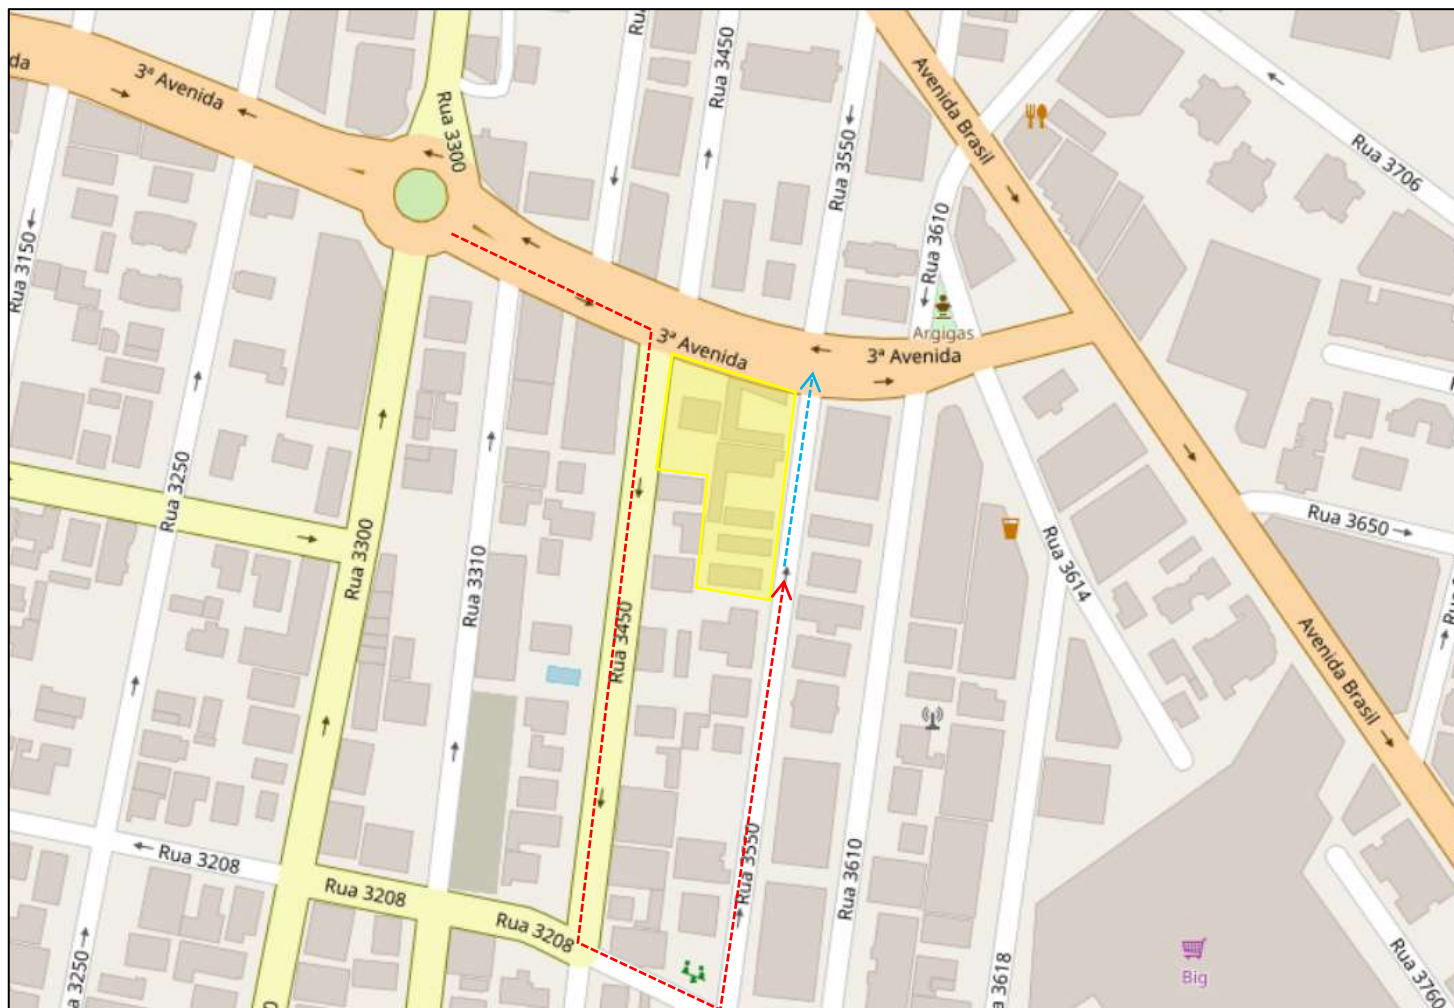 Rua 3450
da
3ª Avenida
Avenida Brasil
Rua 3300
Rua 3550
Rua 3706
Rua 3150
Rua 3610
Argigas
3ª Avenida
3ª Avenida
Rua 3250
Rua 3650
Rua 3300
Rua 3310
Rua 3614
Rua 3450
Avenida Brasil
Rua 3208
Rua 3550
Rua 3610
Rua 3208
Rua 3208
a 3250
a 3618
Big
Rua 3760